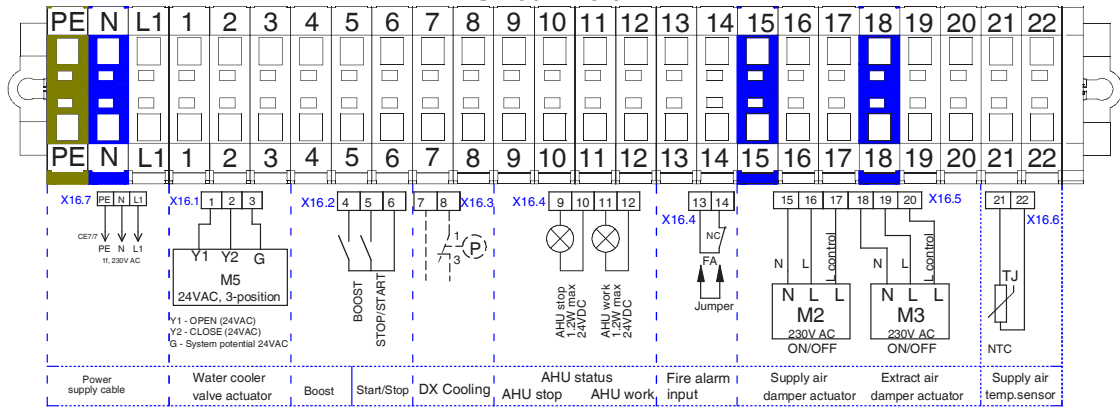 PE N L1 1 2 3 4 5 6 7 8 9 10 11 12 13 14 15 16 17 18 19 20 21 22
PE N L1 1 2 3 4 5 6 7 8 9 10 11 12 13 14 15 16 17 18 19 20 21 22
X16.7 PE N L1
CE7/7
PE N L1
1f, 230V AC
X16.1 1 2 3
Y1 Y2 G
M5
24VAC, 3-position
Y1 - OPEN (24VAC)
Y2 - CLOSE (24VAC)
G - System potential 24VAC
X16.2 4 5 6
BOOST
STOP/START
7 8 X16.3
1
3
P
X16.4 9 10 11 12
AHU stop
1.2W max
24VDC
AHU work
1.2W max
24VDC
13 14
X16.4
NC
FA
Jumper
15 16 17 18 19 20 X16.5
N L L control
N L L
M2
230V AC
ON/OFF
N L L control
N L L
M3
230V AC
ON/OFF
21 22
X16.6
TJ
NTC
Power
supply cable
Water cooler
valve actuator
Boost
Start/Stop
DX Cooling
AHU status
AHU stop AHU work
Fire alarm
input
Supply air
damper actuator
Extract air
damper actuator
Supply air
temp.sensor